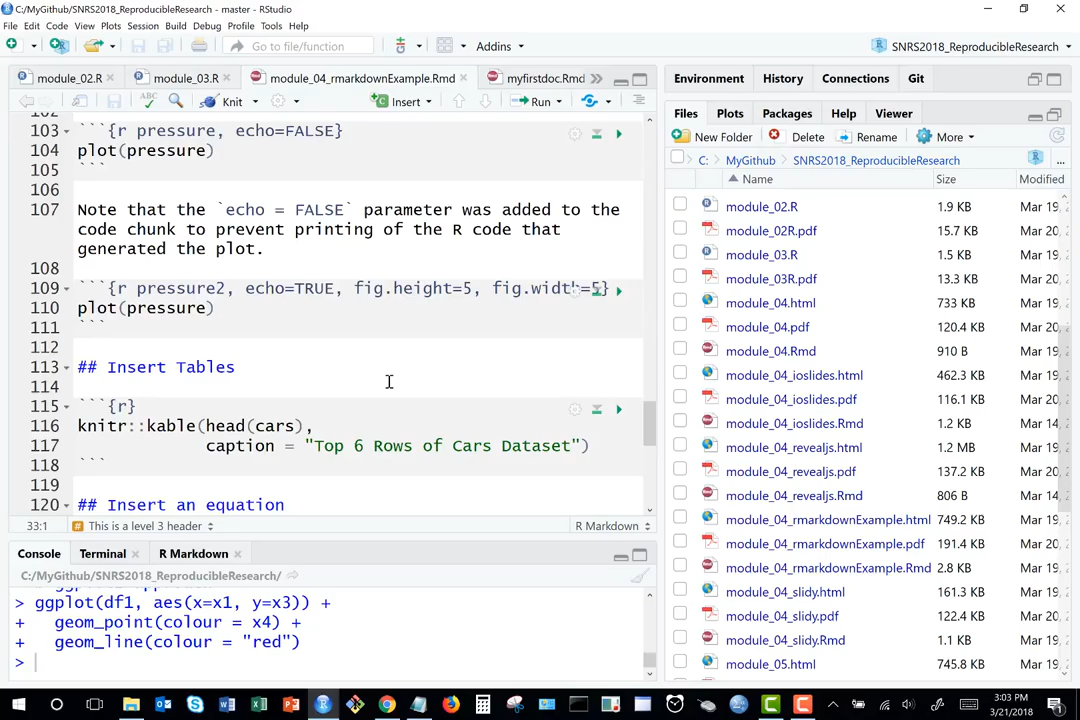 C:/MyGithub/SNRS2018_ReproducibleResearch - master - RStudio
File Edit Code View Plots Session Build Debug Profile Tools Help
Go to file/function Addins SNRS2018_ReproducibleResearch
module_02.R module_03.R module_04_rmarkdownExample.Rmd myfirstdoc.Rmd
ABC Knit Insert Run
103 ```{r pressure, echo=FALSE}
104 plot(pressure)
105 ```
106
107 Note that the `echo = FALSE` parameter was added to the
code chunk to prevent printing of the R code that
generated the plot.
108
109 ```{r pressure2, echo=TRUE, fig.height=5, fig.width=5}
110 plot(pressure)
111 ```
112
113 ## Insert Tables
114
115 ```{r}
116 knitr::kable(head(cars),
117 caption = "Top 6 Rows of Cars Dataset")
118 ```
119
120 ## Insert an equation
33:1 # This is a level 3 header R Markdown
Console Terminal R Markdown
C:/MyGithub/SNRS2018_ReproducibleResearch/
> ggplot(df1, aes(x=x1, y=x3)) +
+ geom_point(colour = x4) +
+ geom_line(colour = "red")
>
Environment History Connections Git
Files Plots Packages Help Viewer
New Folder Delete Rename More
C: MyGithub SNRS2018_ReproducibleResearch ...
Name Size Modified
module_02.R 1.9 KB Mar 19,
module_02R.pdf 15.7 KB Mar 20,
module_03.R 1.5 KB Mar 19,
module_03R.pdf 13.3 KB Mar 20,
module_04.html 733 KB Mar 19,
module_04.pdf 120.4 KB Mar 20,
module_04.Rmd 910 B Mar 19,
module_04_ioslides.html 462.3 KB Mar 19,
module_04_ioslides.pdf 116.1 KB Mar 20,
module_04_ioslides.Rmd 1.2 KB Mar 14,
module_04_revealjs.html 1.2 MB Mar 19,
module_04_revealjs.pdf 137.2 KB Mar 20,
module_04_revealjs.Rmd 806 B Mar 14,
module_04_rmarkdownExample.html 749.2 KB Mar 19,
module_04_rmarkdownExample.pdf 191.4 KB Mar 20,
module_04_rmarkdownExample.Rmd 2.8 KB Mar 19,
module_04_slidy.html 161.3 KB Mar 19,
module_04_slidy.pdf 122.4 KB Mar 20,
module_04_slidy.Rmd 1.1 KB Mar 19,
module_05.html 745.8 KB Mar 19,
3:03 PM
3/21/2018